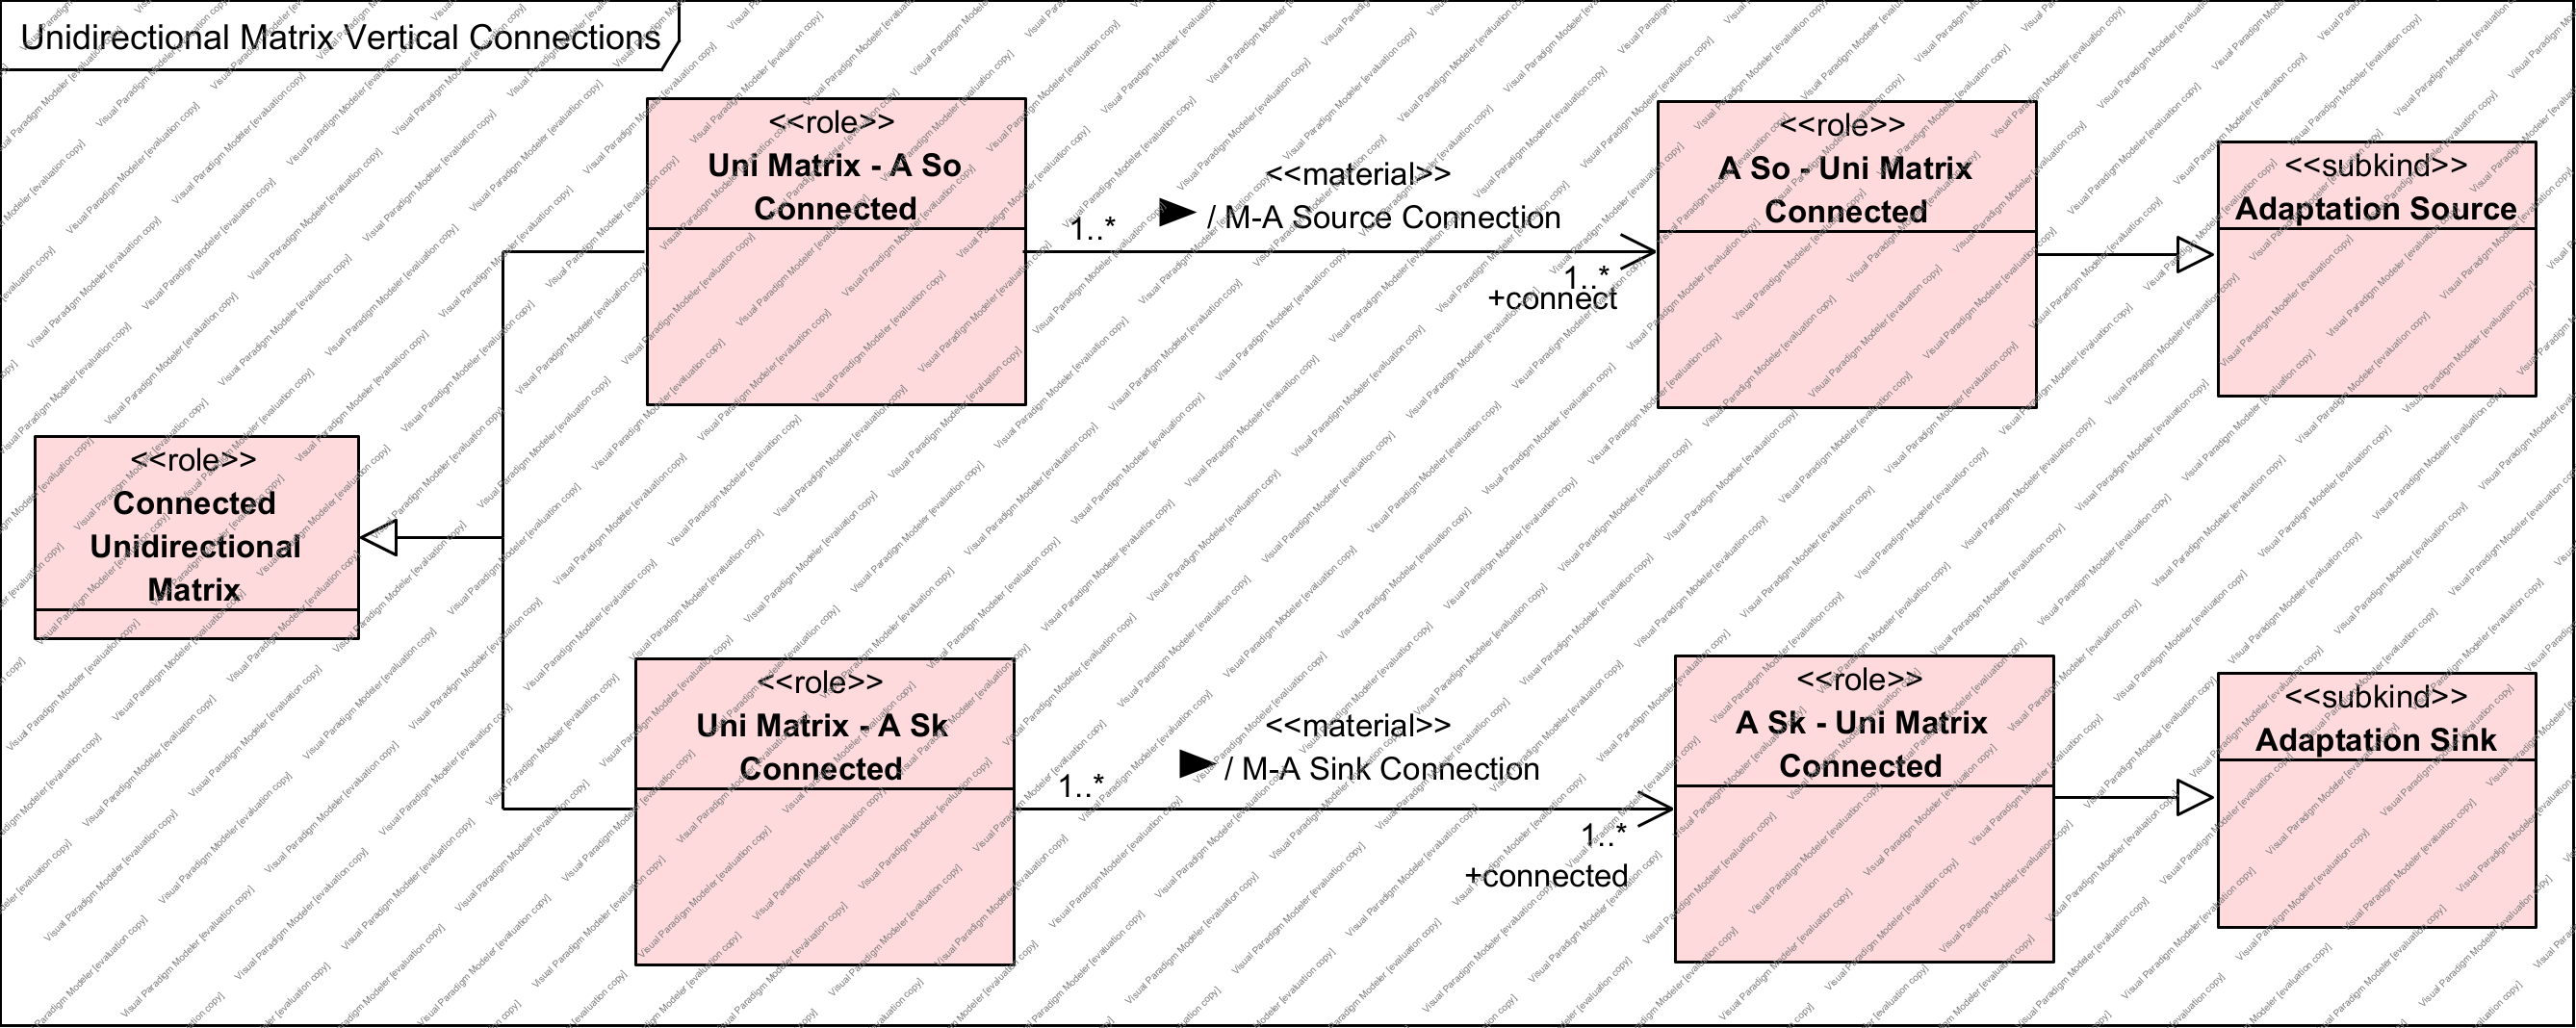 Unidirectional Matrix Vertical Connections
<<role>>
Uni Matrix - A So
Connected
<<material>>
/ M-A Source Connection
1..*
1..*
+connect
<<role>>
A So - Uni Matrix
Connected
<<subkind>>
Adaptation Source
<<role>>
Connected
Unidirectional
Matrix
<<role>>
Uni Matrix - A Sk
Connected
<<material>>
/ M-A Sink Connection
1..*
1..*
+connected
<<role>>
A Sk - Uni Matrix
Connected
<<subkind>>
Adaptation Sink
Visual Paradigm Modeler [evaluation copy]